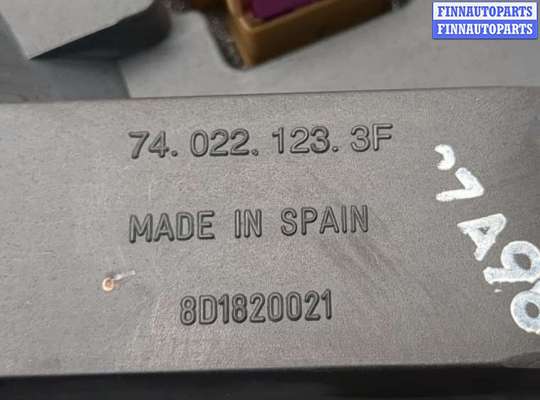 FINNAUTOPARTS
FINNAUTOPARTS
74. 022. 123. 3F
MADE IN SPAIN
8D1820021